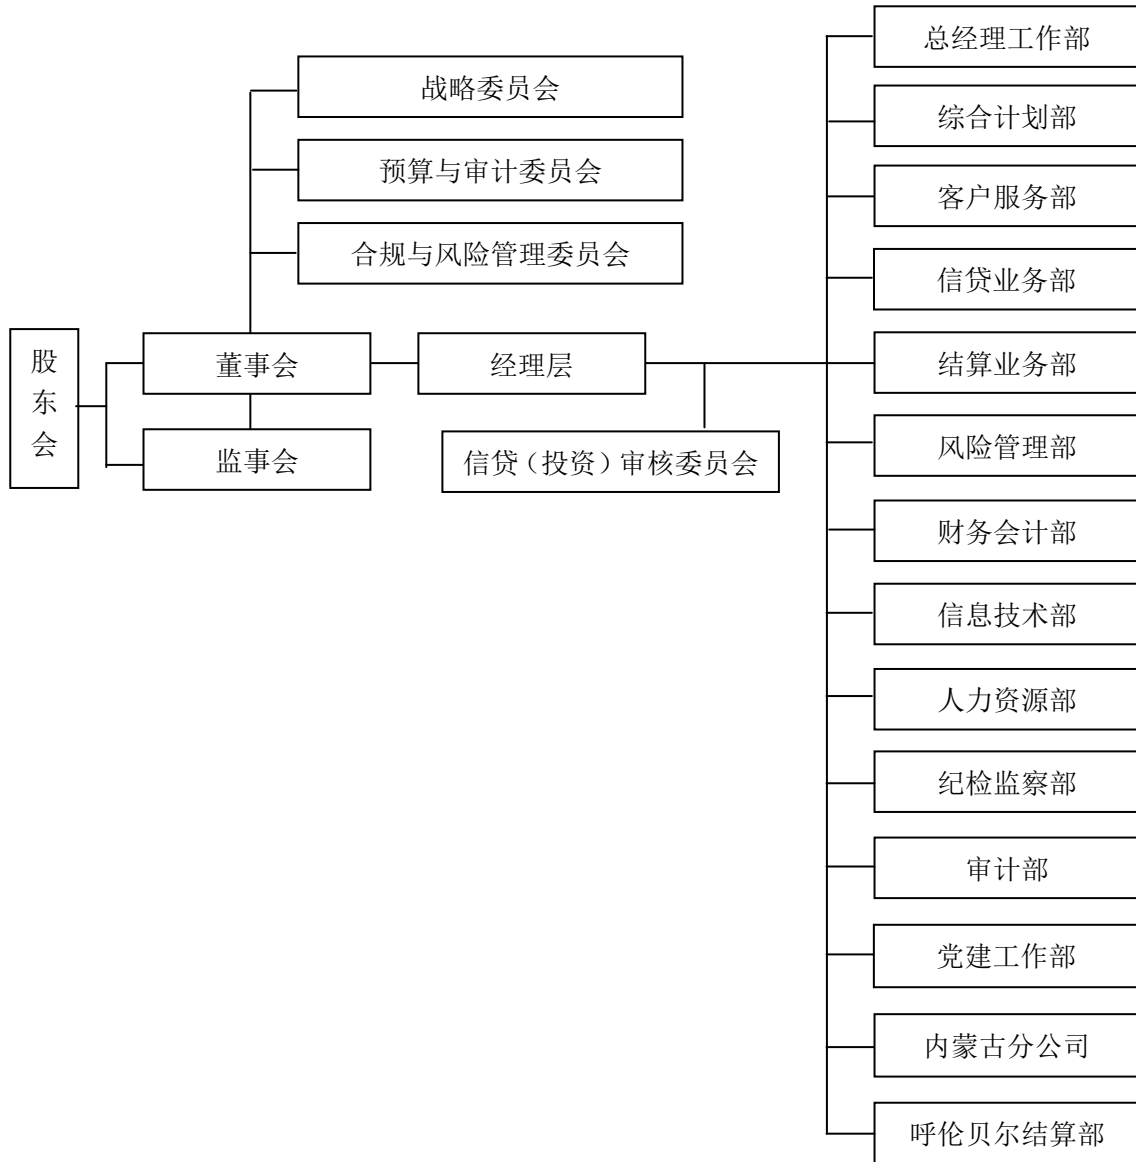 战略委员会
预算与审计委员会
合规与风险管理委员会
股
东
会
董事会
监事会
经理层
信贷（投资）审核委员会
总经理工作部
综合计划部
客户服务部
信贷业务部
结算业务部
风险管理部
财务会计部
信息技术部
人力资源部
纪检监察部
审计部
党建工作部
内蒙古分公司
呼伦贝尔结算部